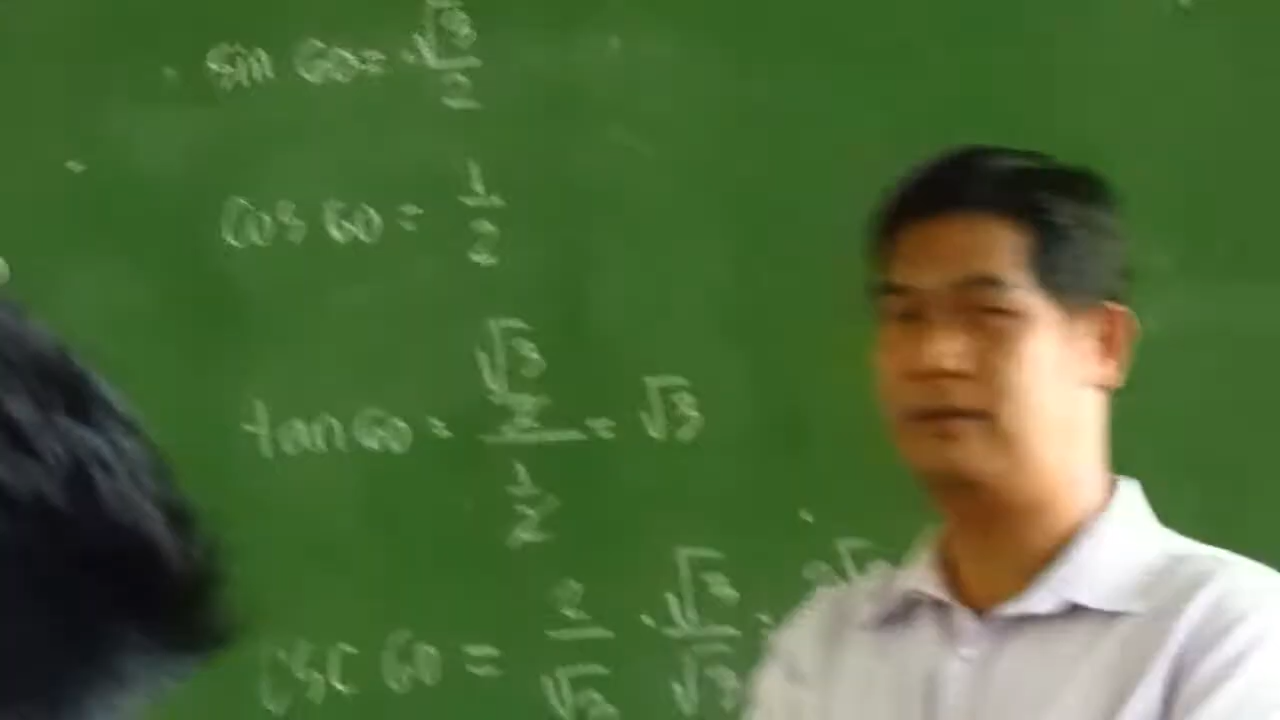 sin 60 = √3/2
cos 60 = 1/2
tan 60 = (√3/2)/(1/2) = √3
csc 60 = 2/√3 · √3/√3 =